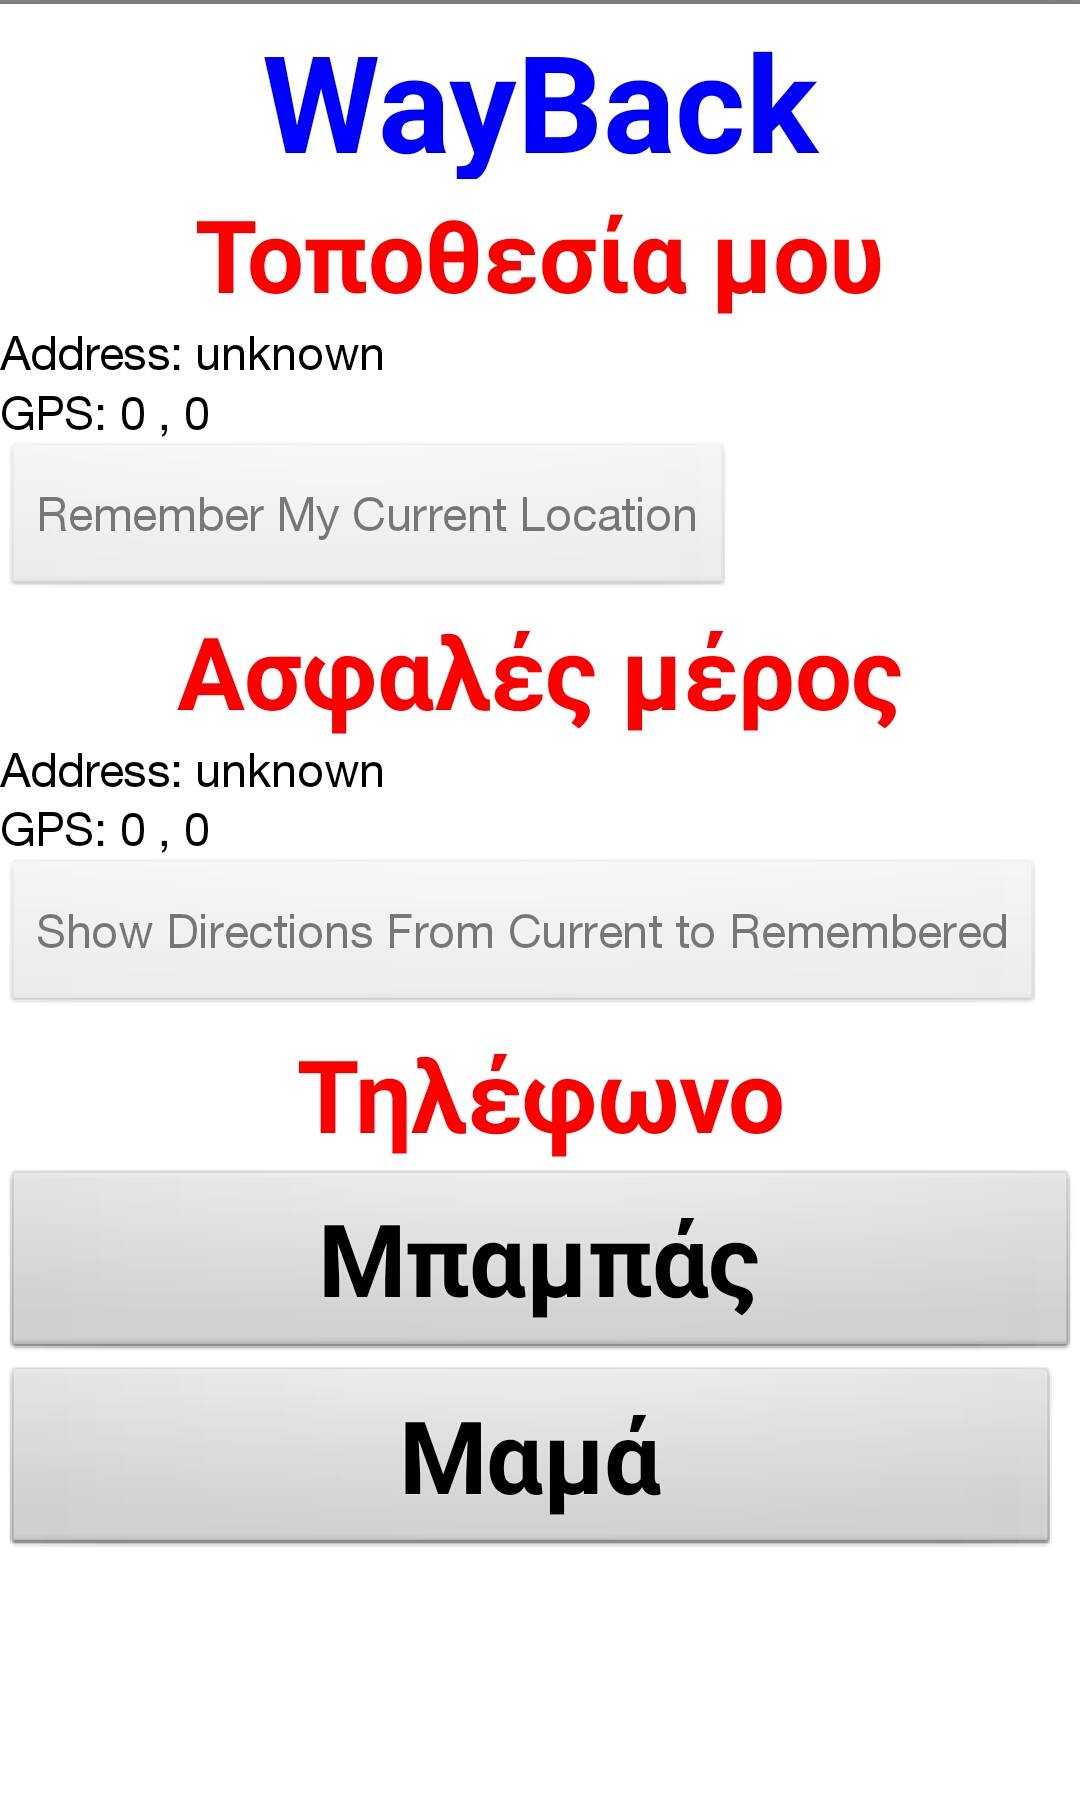 WayBack
Τοποθεσία μου
Address: unknown
GPS: 0 , 0
Remember My Current Location
Ασφαλές μέρος
Address: unknown
GPS: 0 , 0
Show Directions From Current to Remembered
Τηλέφωνο
Μπαμπάς
Μαμά